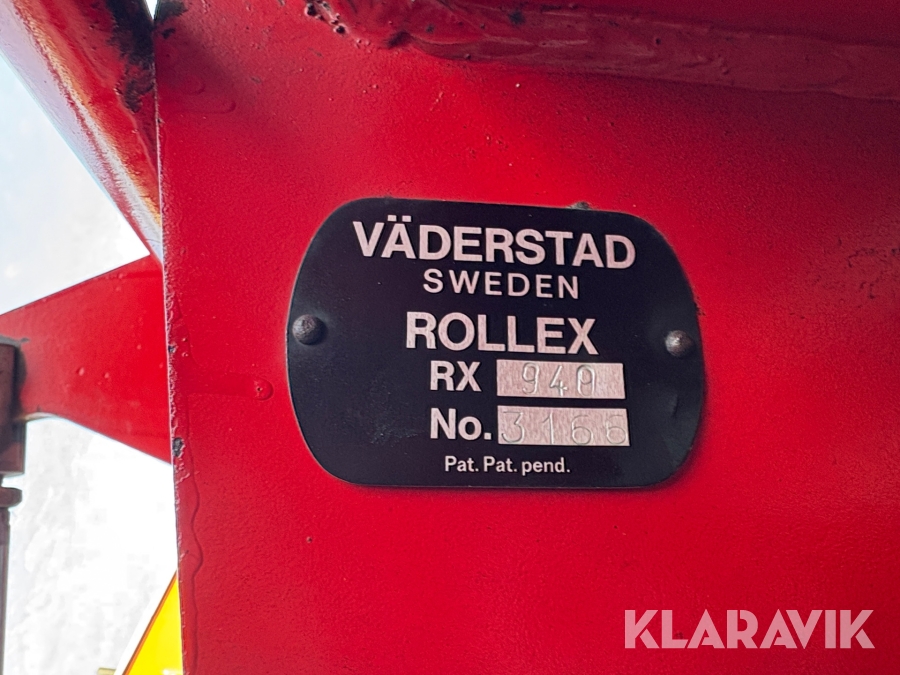 VÄDERSTAD
SWEDEN
ROLLEX
RX 940
No. 3166
Pat. Pat. pend.
KLARAVIK